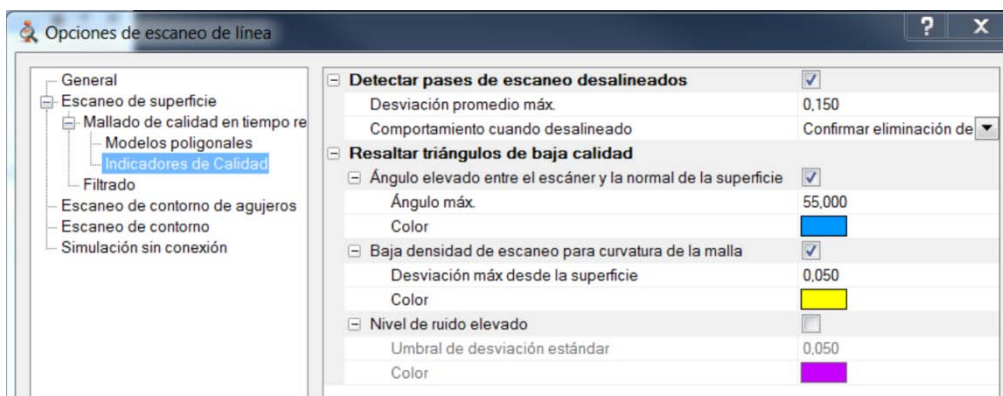 Opciones de escaneo de línea
General
Escaneo de superficie
Mallado de calidad en tiempo re
Modelos poligonales
Indicadores de Calidad
Filtrado
Escaneo de contorno de agujeros
Escaneo de contorno
Simulación sin conexión
Detectar pases de escaneo desalineados
Desviación promedio máx. 0,150
Comportamiento cuando desalineado Confirmar eliminación de
Resaltar triángulos de baja calidad
Ángulo elevado entre el escáner y la normal de la superficie
Ángulo máx. 55,000
Color
Baja densidad de escaneo para curvatura de la malla
Desviación máx desde la superficie 0,050
Color
Nivel de ruido elevado
Umbral de desviación estándar 0,050
Color